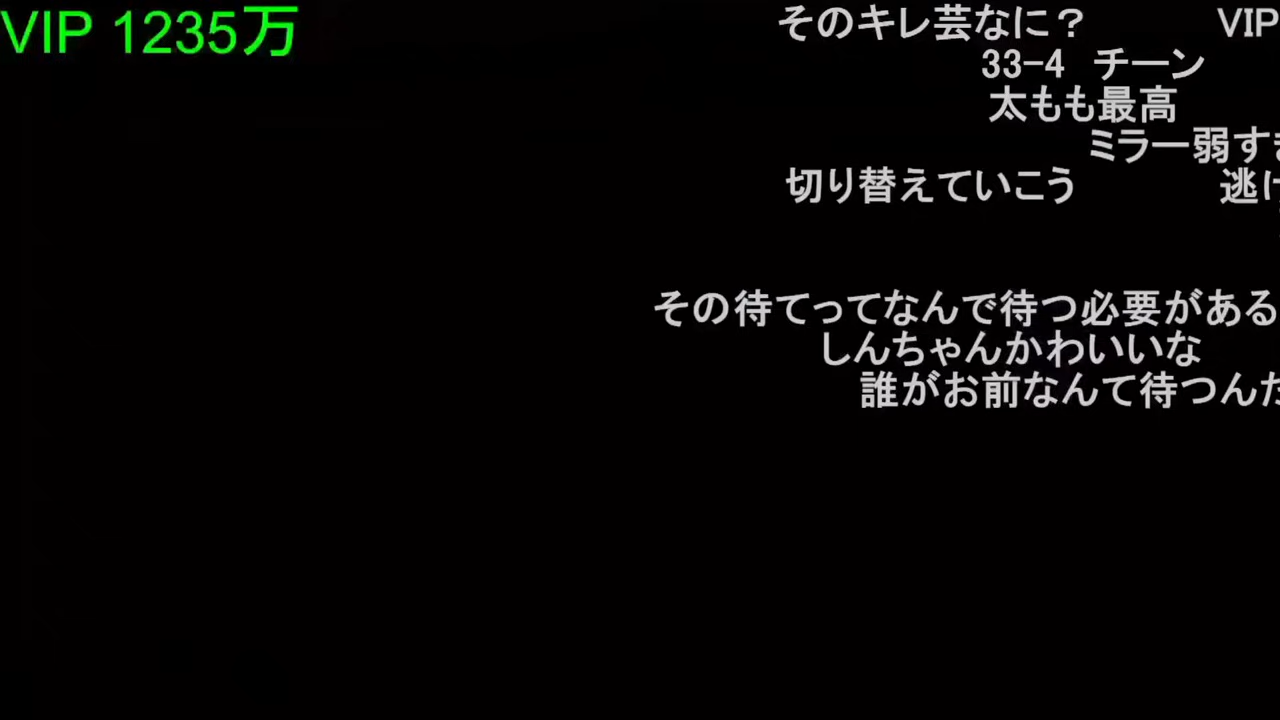 VIP 1235万
そのキレ芸なに？ VIP
33-4 チーン
太もも最高
ミラー弱す
切り替えていこう 逃
その待てってなんで待つ必要がある
しんちゃんかわいいな
誰がお前なんて待つんだ